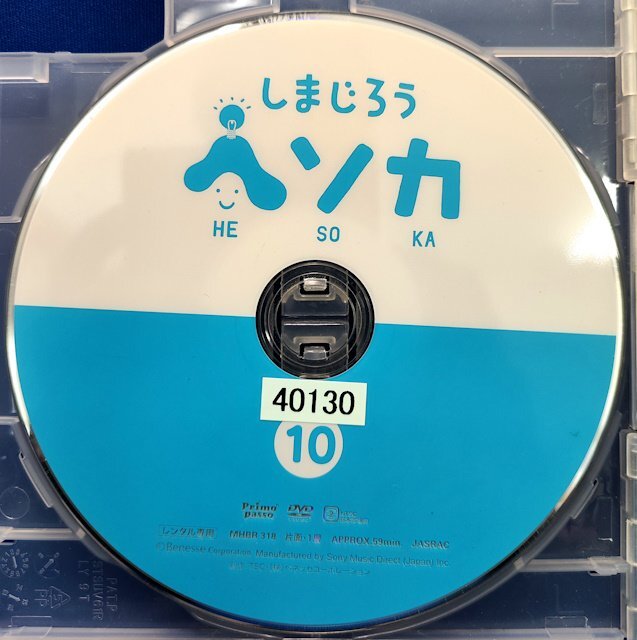 しまじろう
ヘソカ
HE SO KA
40130
10
Primo passo DVD 2
レンタル専用 MHBR 318 片面・1層 APPROX.59min. JASRAC
©Benesse Corporation. Manufactured by Sony Music Direct (Japan) Inc.
PP